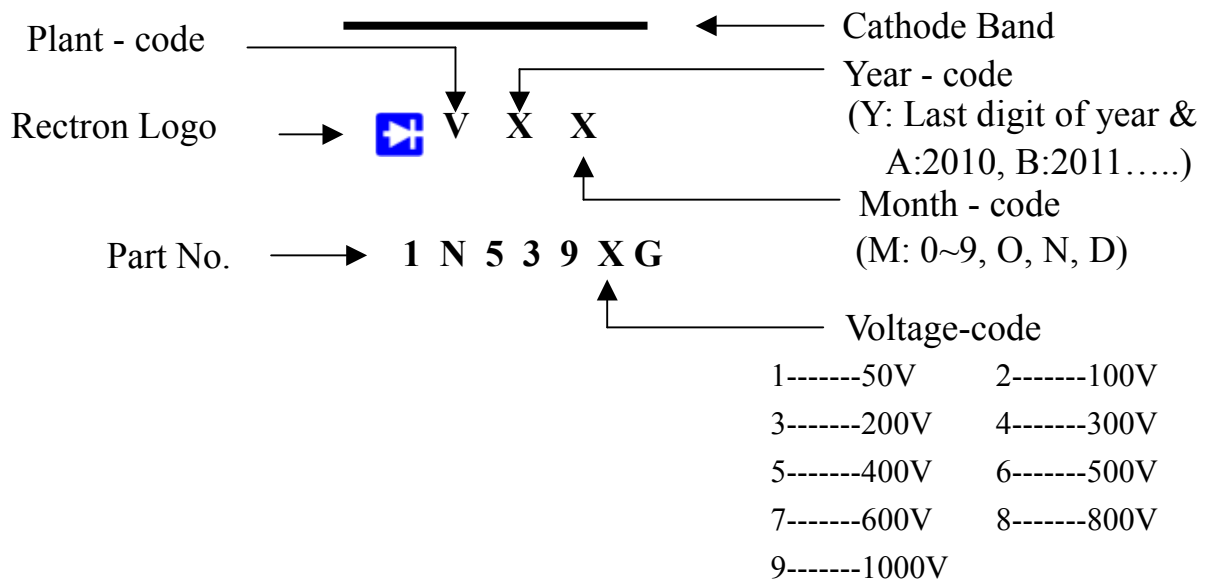 Cathode Band
Plant - code
Year - code
(Y: Last digit of year &
A:2010, B:2011…..)
Rectron Logo
V X X
Month - code
(M: 0~9, O, N, D)
Part No.
1 N 5 3 9 X G
Voltage-code
1-------50V 2-------100V
3-------200V 4-------300V
5-------400V 6-------500V
7-------600V 8-------800V
9-------1000V